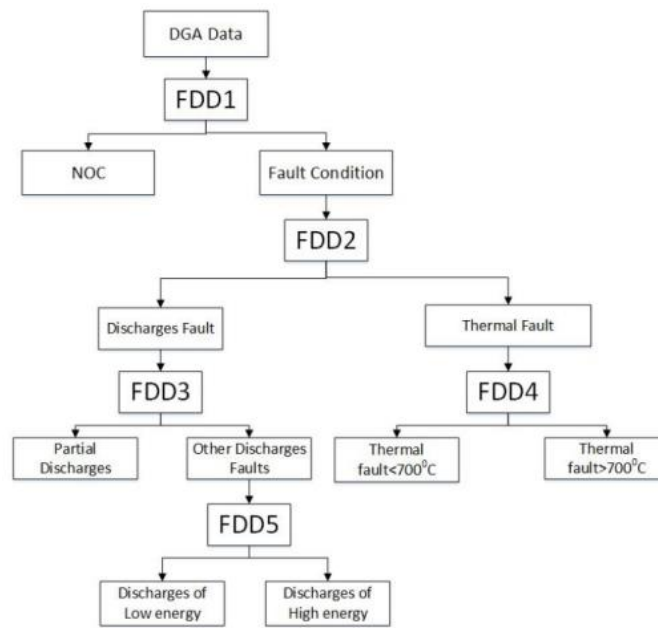 DGA Data
FDD1
NOC
Fault Condition
FDD2
Discharges Fault
Thermal Fault
FDD3
FDD4
Partial
Discharges
Other Discharges
Faults
Thermal
fault<700⁰C
Thermal
fault>700⁰C
FDD5
Discharges of
Low energy
Discharges of
High energy